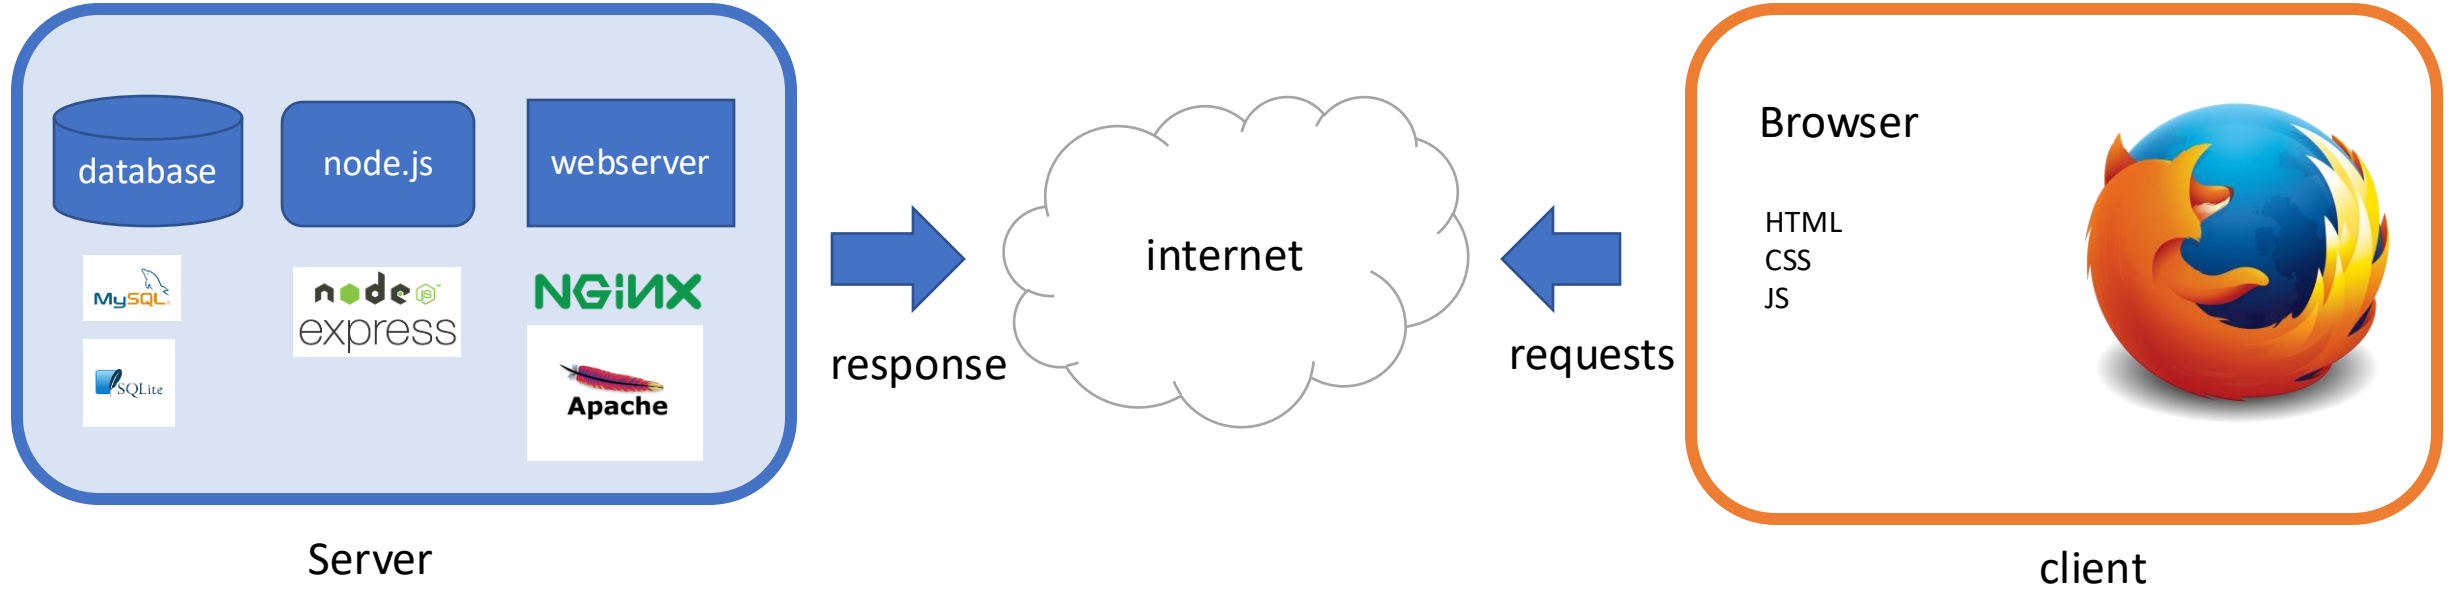 database
node.js
webserver
MySQL
SQLite
node JS™
express
NGiNX
Apache
Server
response
internet
requests
Browser
HTML
CSS
JS
client